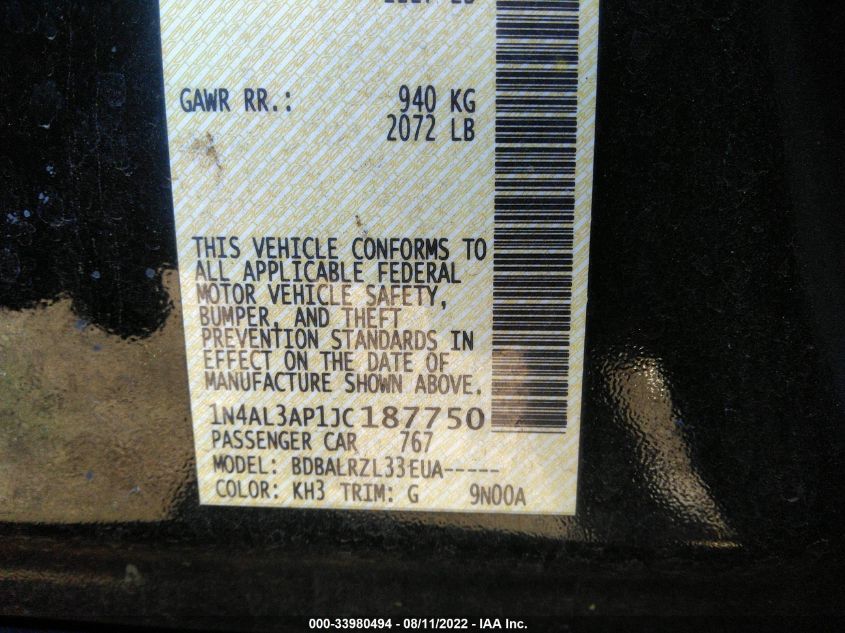 GAWR RR.: 940 KG
2072 LB
THIS VEHICLE CONFORMS TO
ALL APPLICABLE FEDERAL
MOTOR VEHICLE SAFETY,
BUMPER, AND THEFT
PREVENTION STANDARDS IN
EFFECT ON THE DATE OF
MANUFACTURE SHOWN ABOVE.
1N4AL3AP1JC187750
PASSENGER CAR 767
MODEL: BDBALRZL33EUA-----
COLOR: KH3 TRIM: G 9N00A
000-33980494 - 08/11/2022 - IAA Inc.